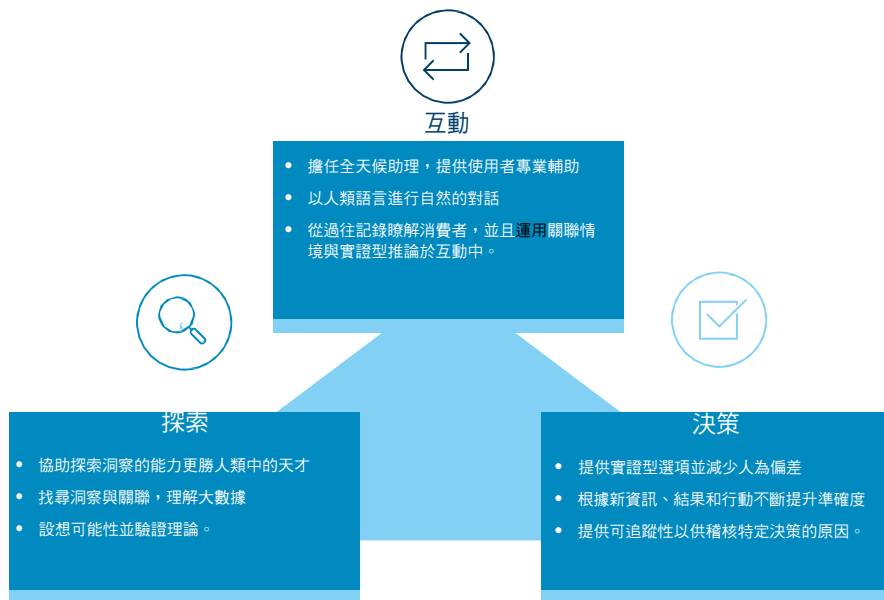 互動
• 擔任全天候助理，提供使用者專業輔助
• 以人類語言進行自然的對話
• 從過往記錄瞭解消費者，並且運用關聯情
境與實證型推論於互動中。
探索
• 協助探索洞察的能力更勝人類中的天才
• 找尋洞察與關聯，理解大數據
• 設想可能性並驗證理論。
決策
• 提供實證型選項並減少人為偏差
• 根據新資訊、結果和行動不斷提升準確度
• 提供可追蹤性以供稽核特定決策的原因。